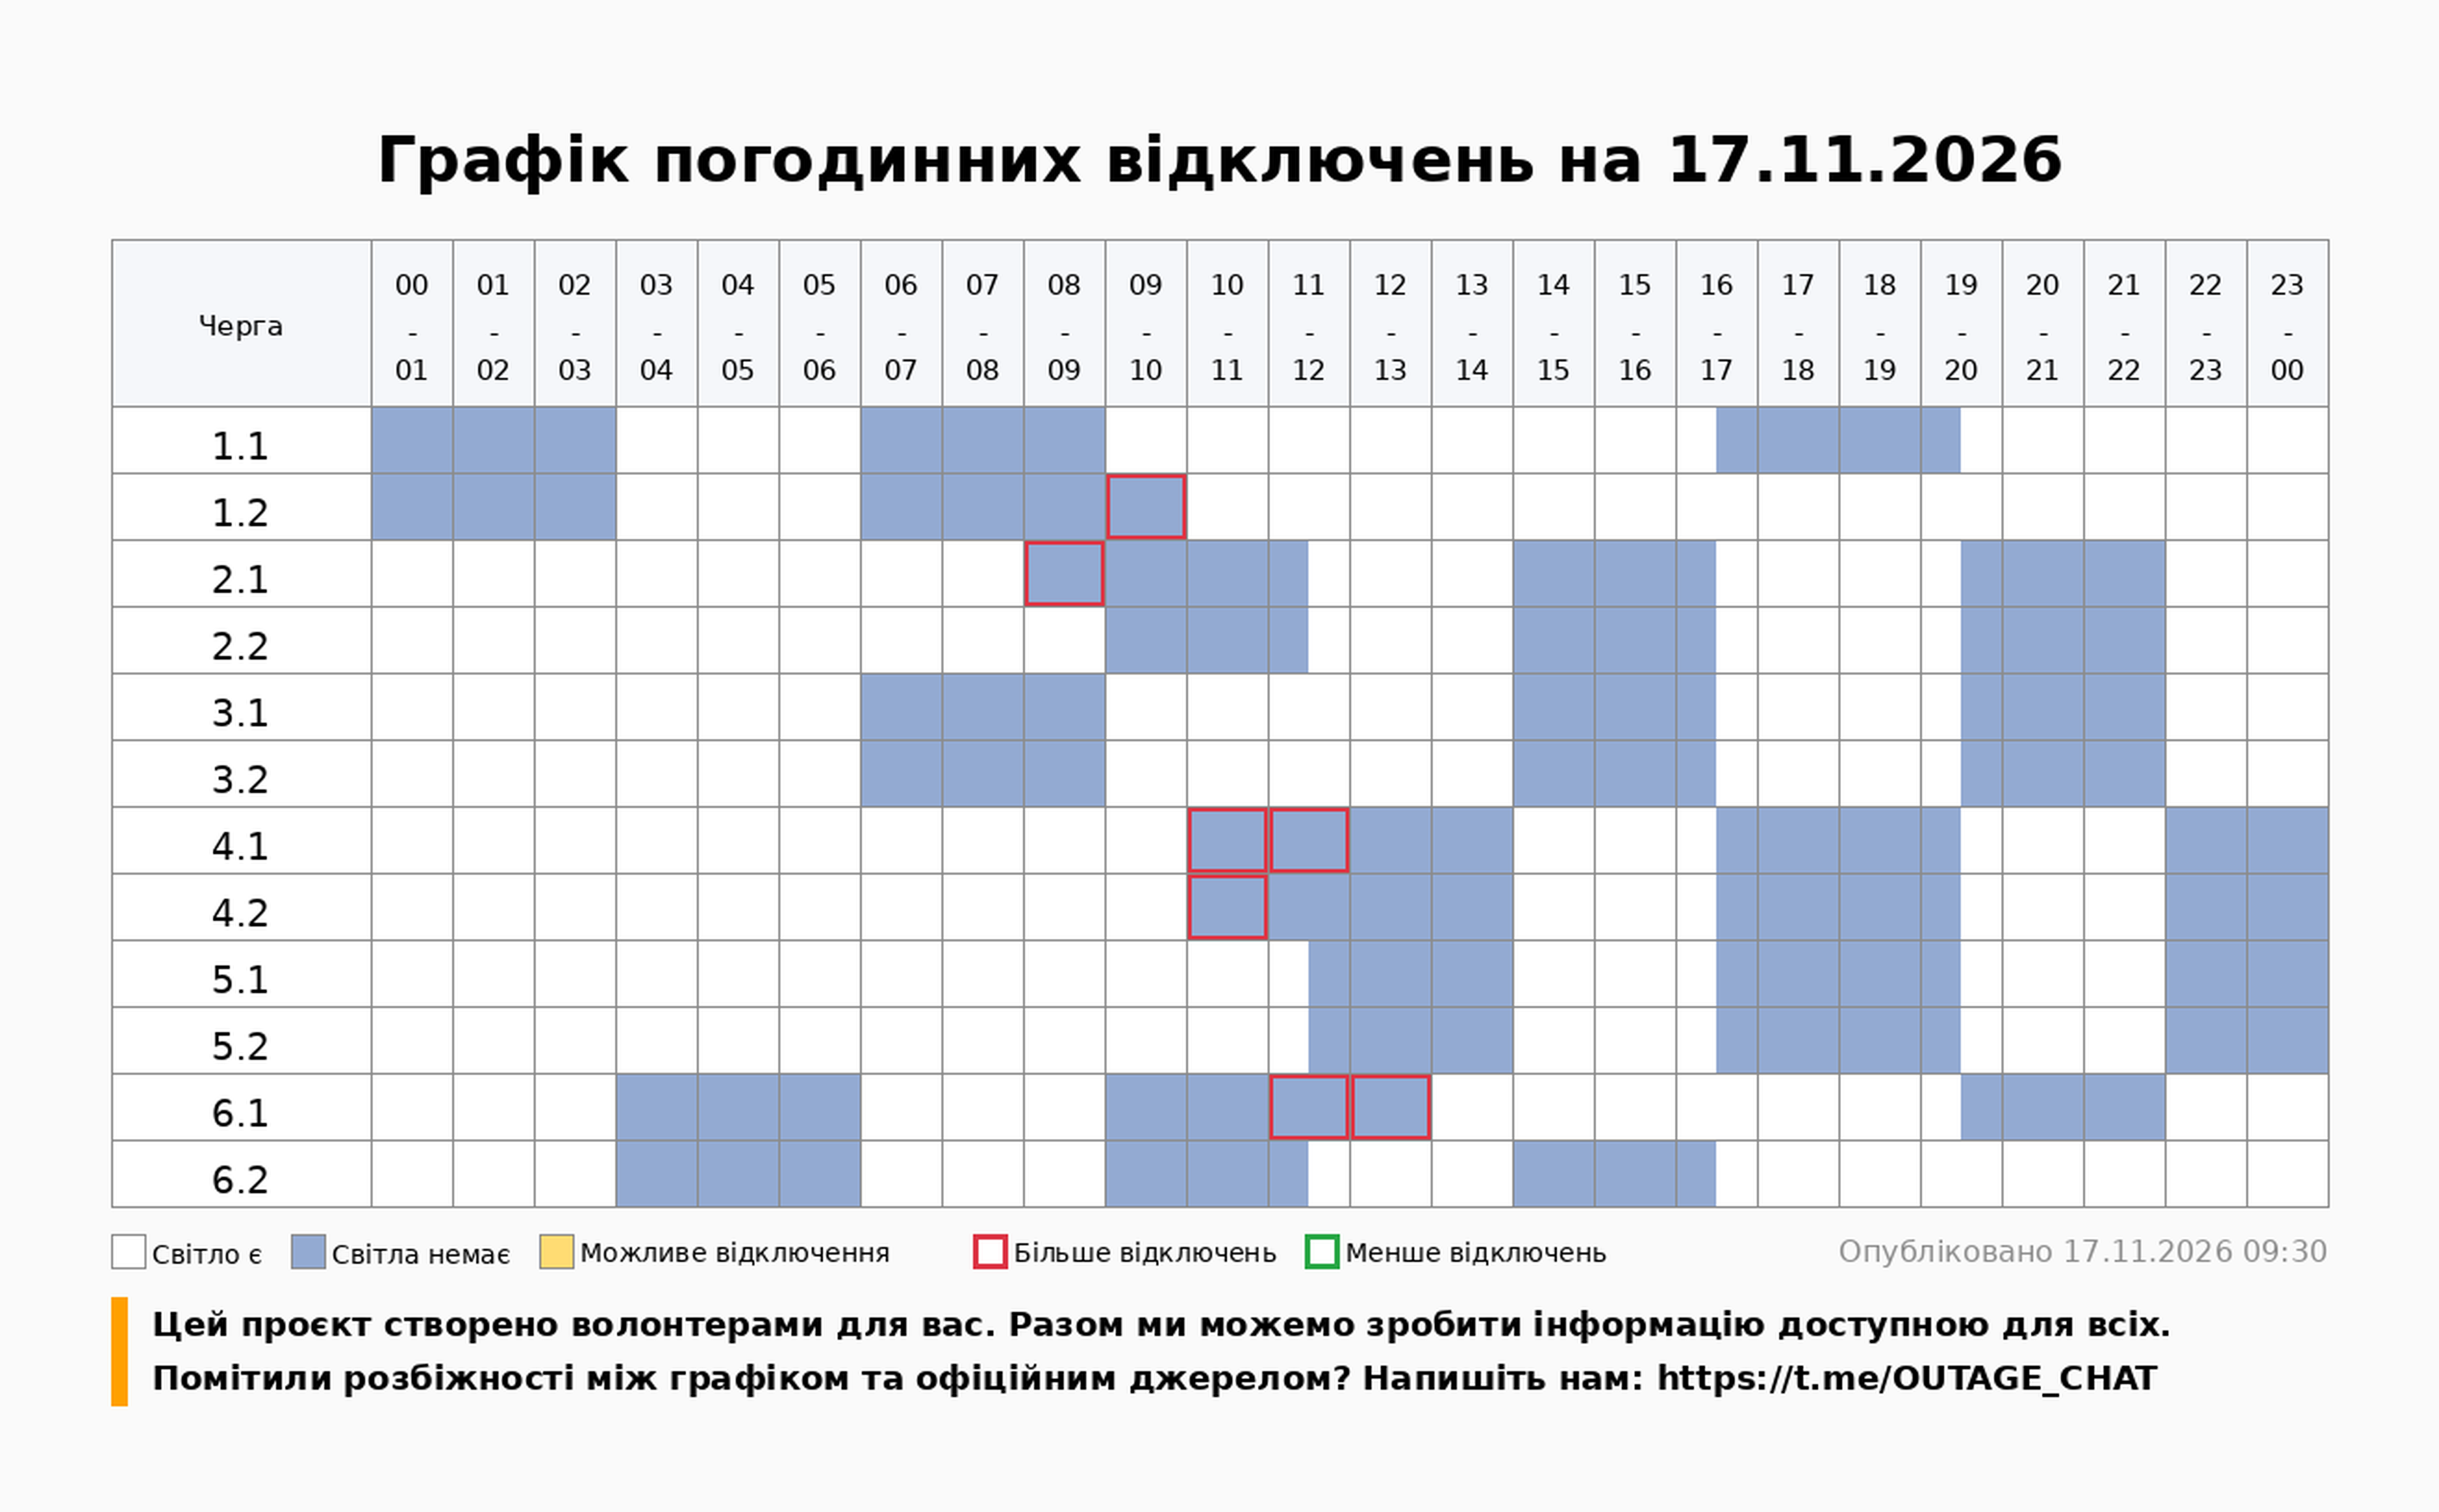 Графік погодинних відключень на 17.11.2026
Черга
00 - 01
01 - 02
02 - 03
03 - 04
04 - 05
05 - 06
06 - 07
07 - 08
08 - 09
09 - 10
10 - 11
11 - 12
12 - 13
13 - 14
14 - 15
15 - 16
16 - 17
17 - 18
18 - 19
19 - 20
20 - 21
21 - 22
22 - 23
23 - 00
1.1
1.2
2.1
2.2
3.1
3.2
4.1
4.2
5.1
5.2
6.1
6.2
Світло є Світла немає Можливе відключення Більше відключень Менше відключень Опубліковано 17.11.2026 09:30
Цей проєкт створено волонтерами для вас. Разом ми можемо зробити інформацію доступною для всіх.
Помітили розбіжності між графіком та офіційним джерелом? Напишіть нам: https://t.me/OUTAGE_CHAT